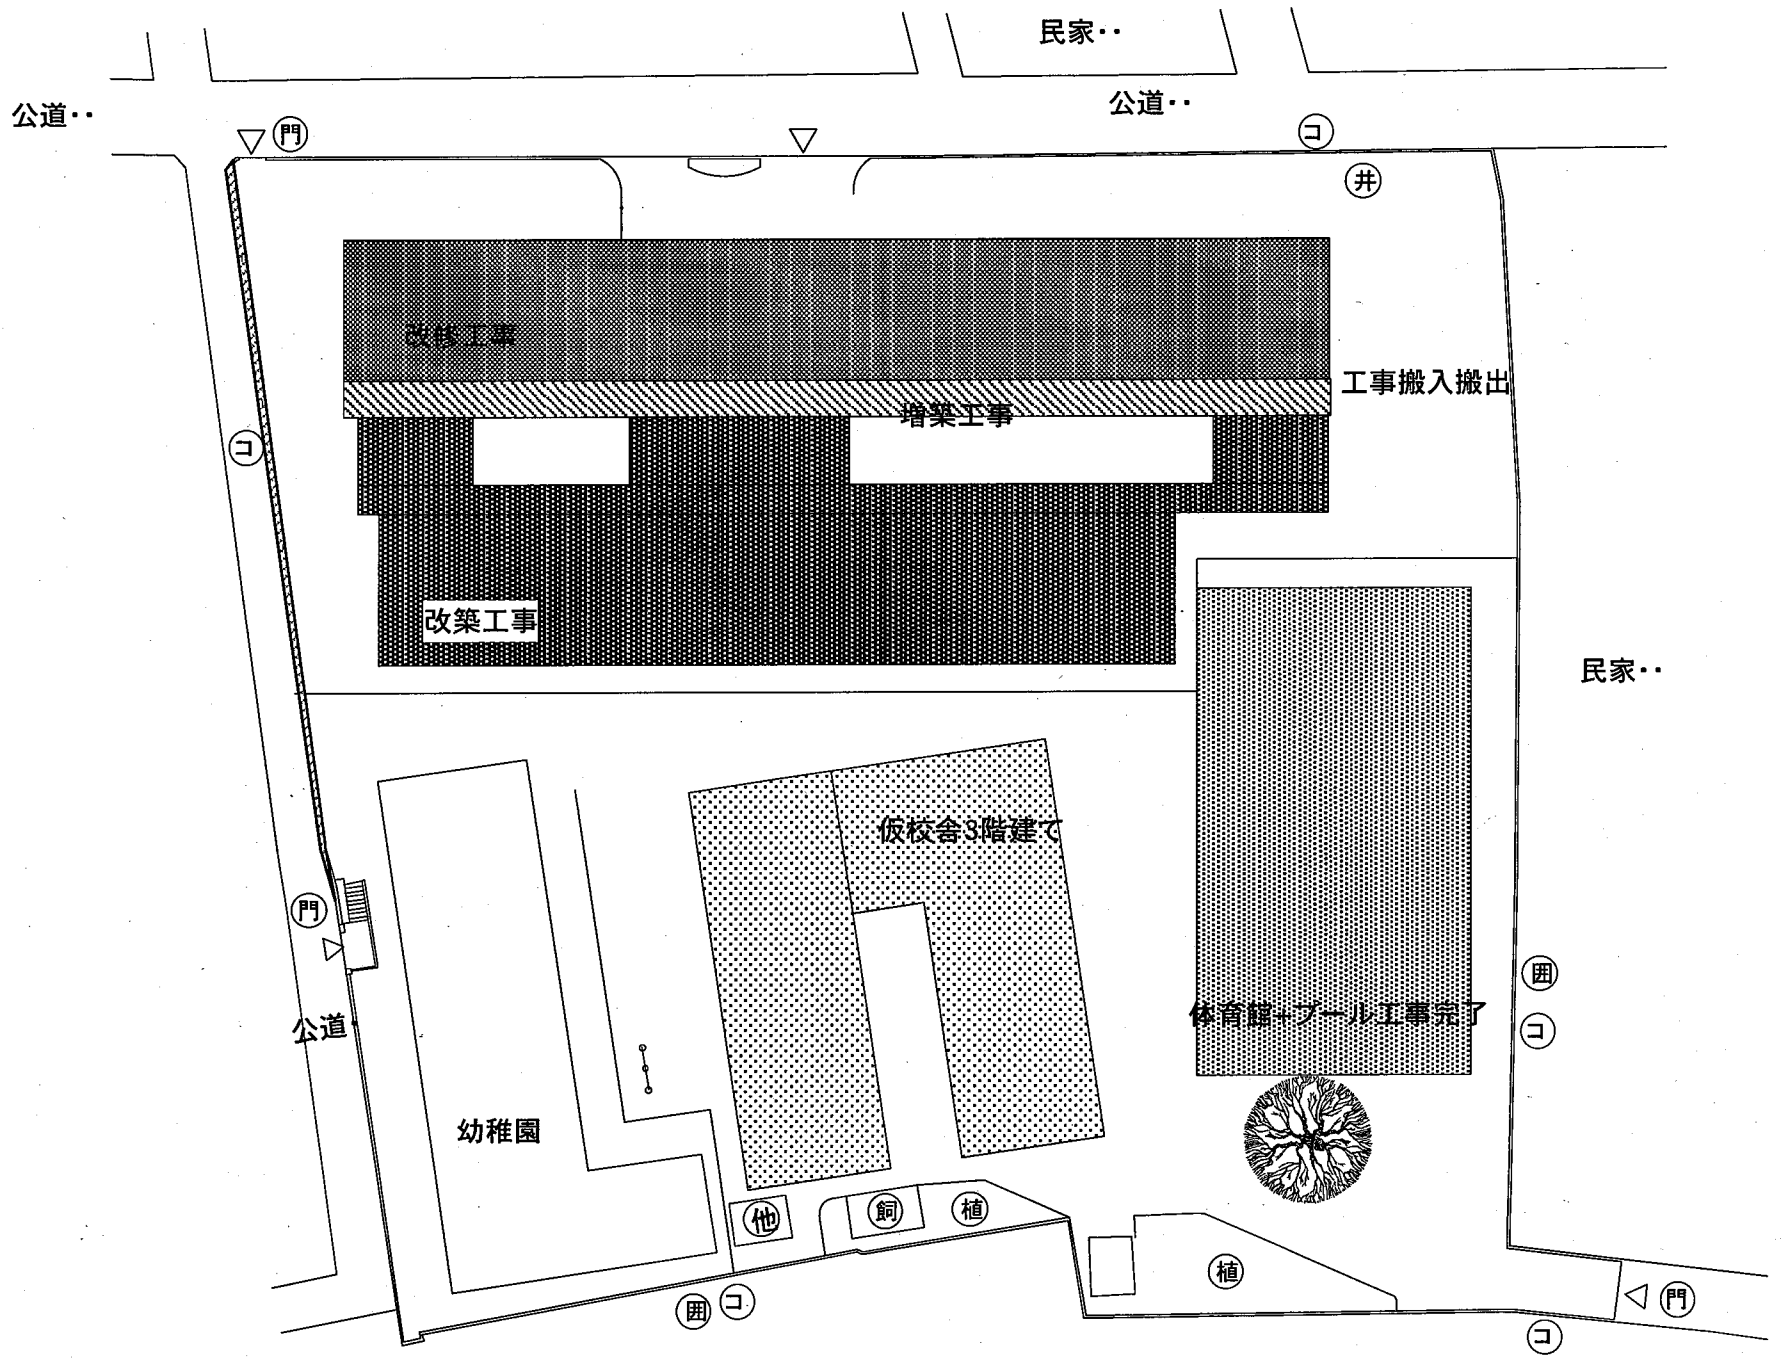 民家‥
公道‥
公道‥
門
コ
井
改修工事
工事搬入搬出
増築工事
コ
改築工事
民家‥
仮校舎3階建て
門
囲
体育館+プール工事完了
公道
コ
幼稚園
他
飼
植
植
囲
コ
門
コ